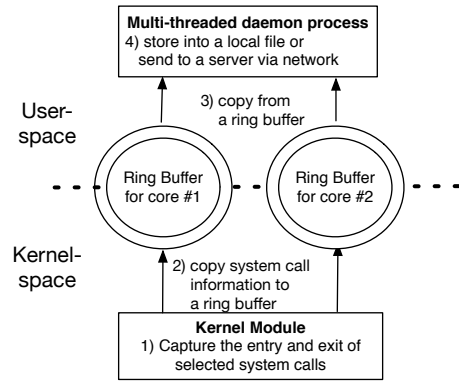 Multi-threaded daemon process
4) store into a local file or
send to a server via network
User-
space
3) copy from
a ring buffer
Ring Buffer
for core #1
Ring Buffer
for core #2
Kernel-
space
2) copy system call
information to
a ring buffer
Kernel Module
1) Capture the entry and exit of
selected system calls